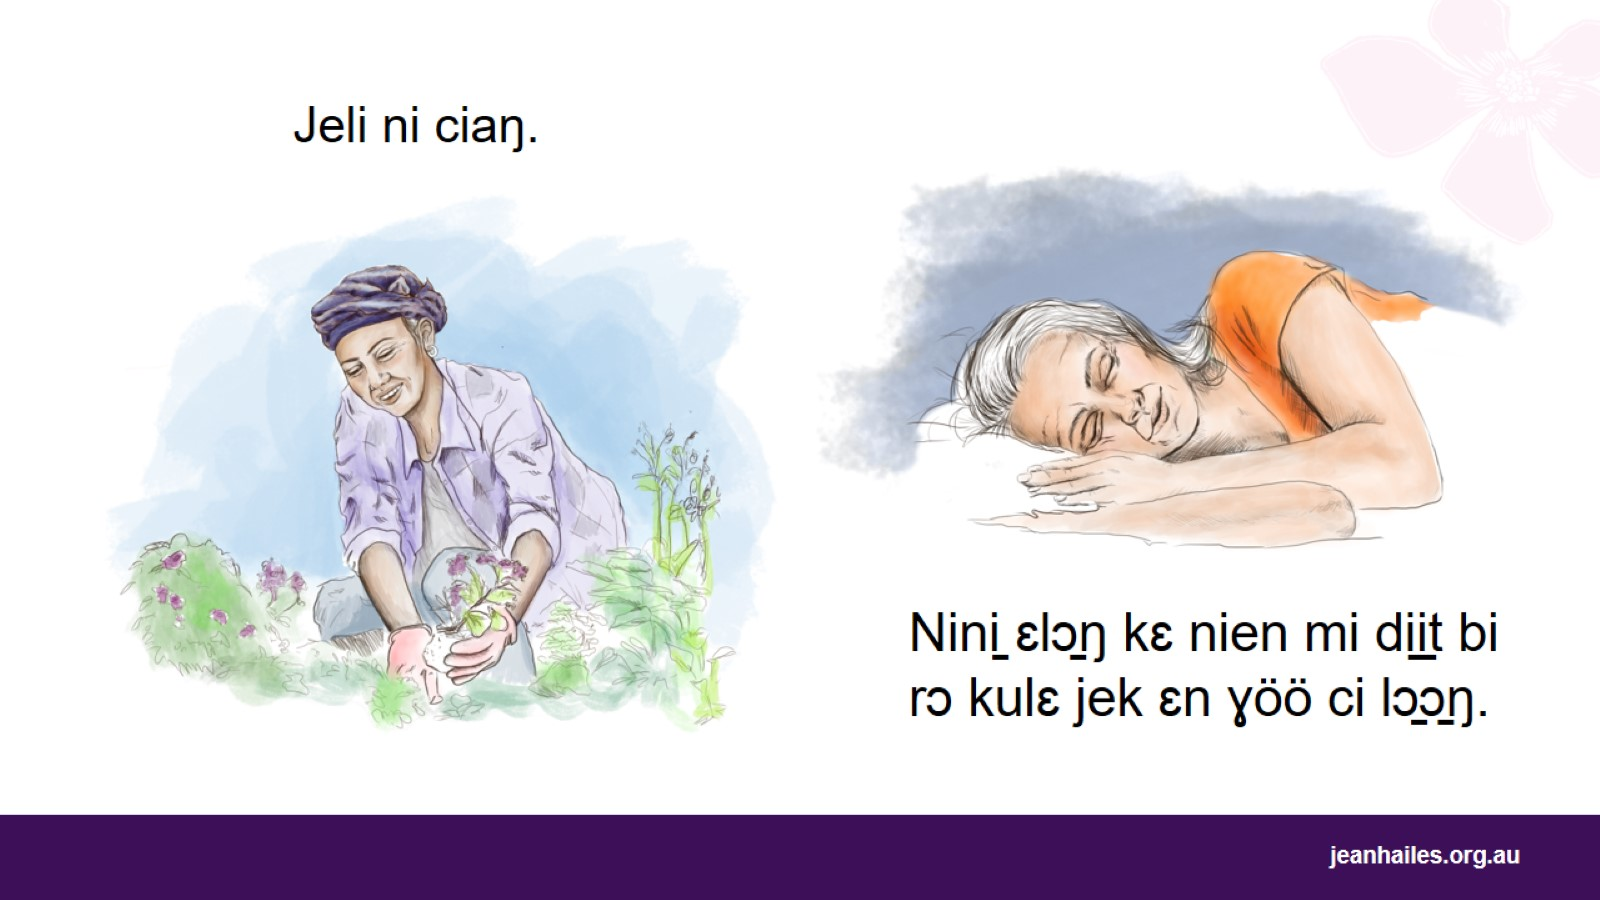 Jeli ni ciaŋ.
Nini̱ ɛlɔ̱ŋ kɛ nien mi dii̱i̱t bi
rɔ kulɛ jek ɛn ɣöö ci lɔ̱ɔ̱ŋ.
jeanhailes.org.au